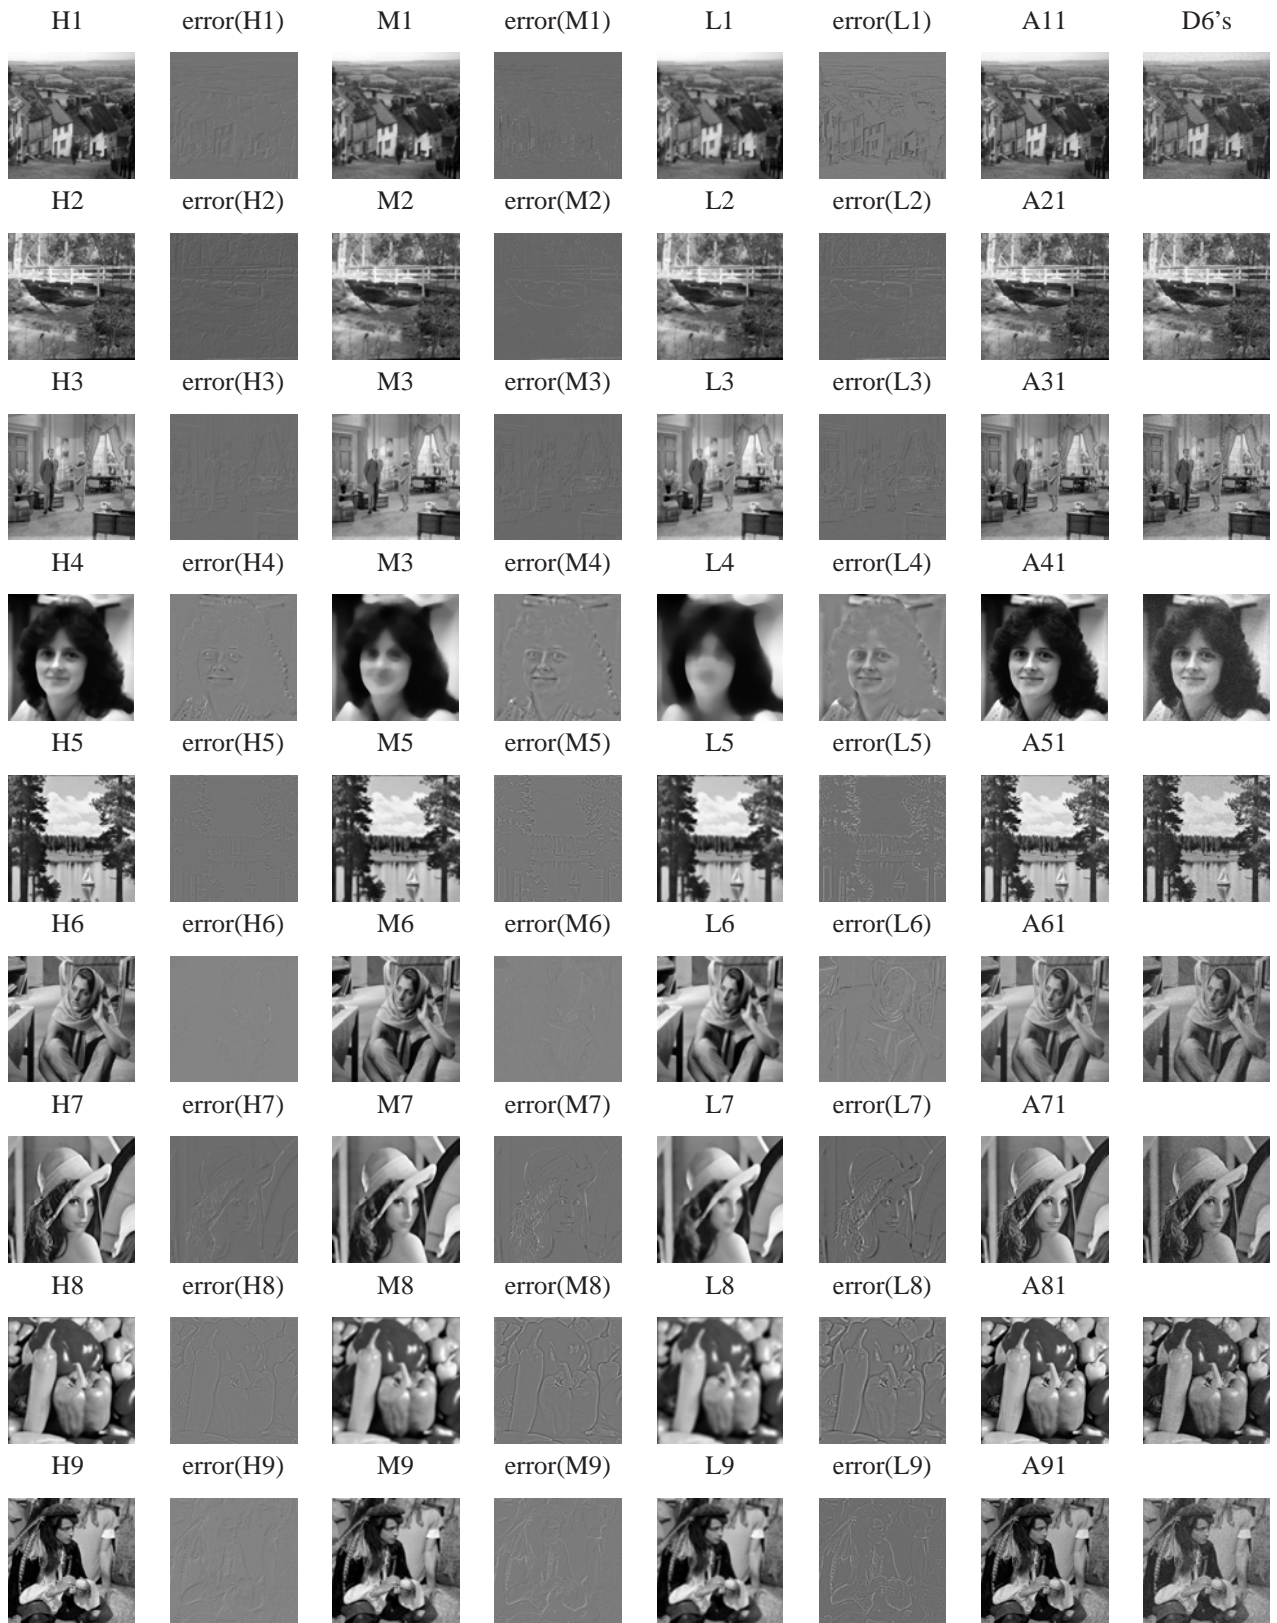 H1 error(H1) M1 error(M1) L1 error(L1) A11 D6's
H2 error(H2) M2 error(M2) L2 error(L2) A21
H3 error(H3) M3 error(M3) L3 error(L3) A31
H4 error(H4) M3 error(M4) L4 error(L4) A41
H5 error(H5) M5 error(M5) L5 error(L5) A51
H6 error(H6) M6 error(M6) L6 error(L6) A61
H7 error(H7) M7 error(M7) L7 error(L7) A71
H8 error(H8) M8 error(M8) L8 error(L8) A81
H9 error(H9) M9 error(M9) L9 error(L9) A91